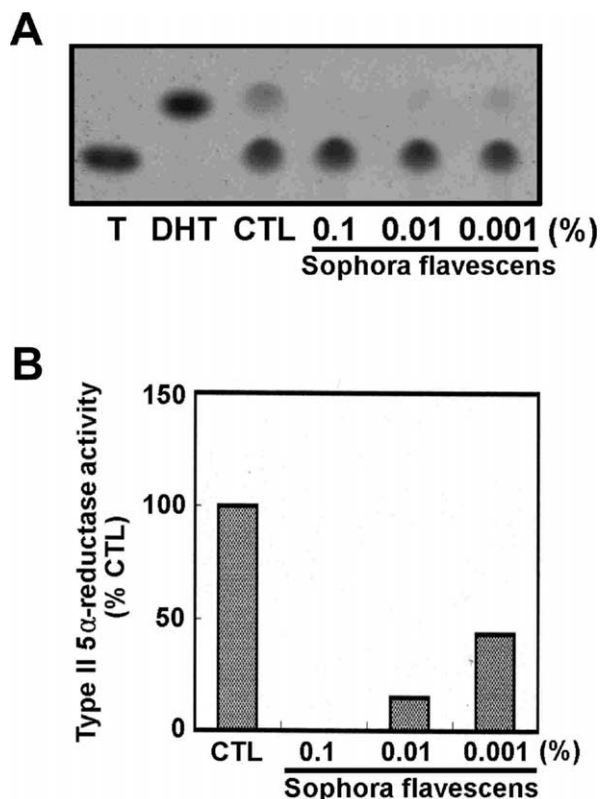 A
T DHT CTL 0.1 0.01 0.001 (%)
Sophora flavescens
B
Type II 5α-reductase activity
(% CTL)
150
100
50
0
CTL 0.1 0.01 0.001 (%)
Sophora flavescens